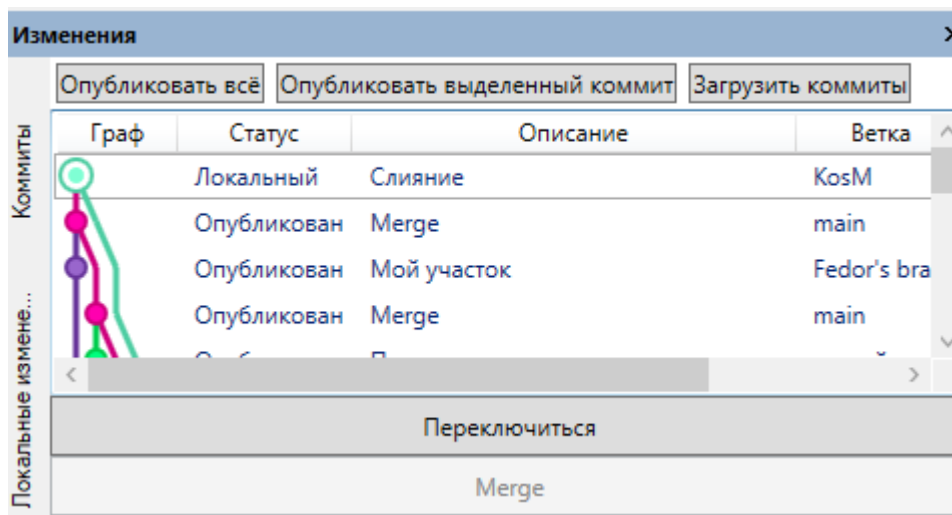 Изменения
Опубликовать всё Опубликовать выделенный коммит Загрузить коммиты
Коммиты
Локальные измене...
Граф Статус Описание Ветка
Локальный Слияние KosM
Опубликован Merge main
Опубликован Мой участок Fedor's bra
Опубликован Merge main
Переключиться
Merge